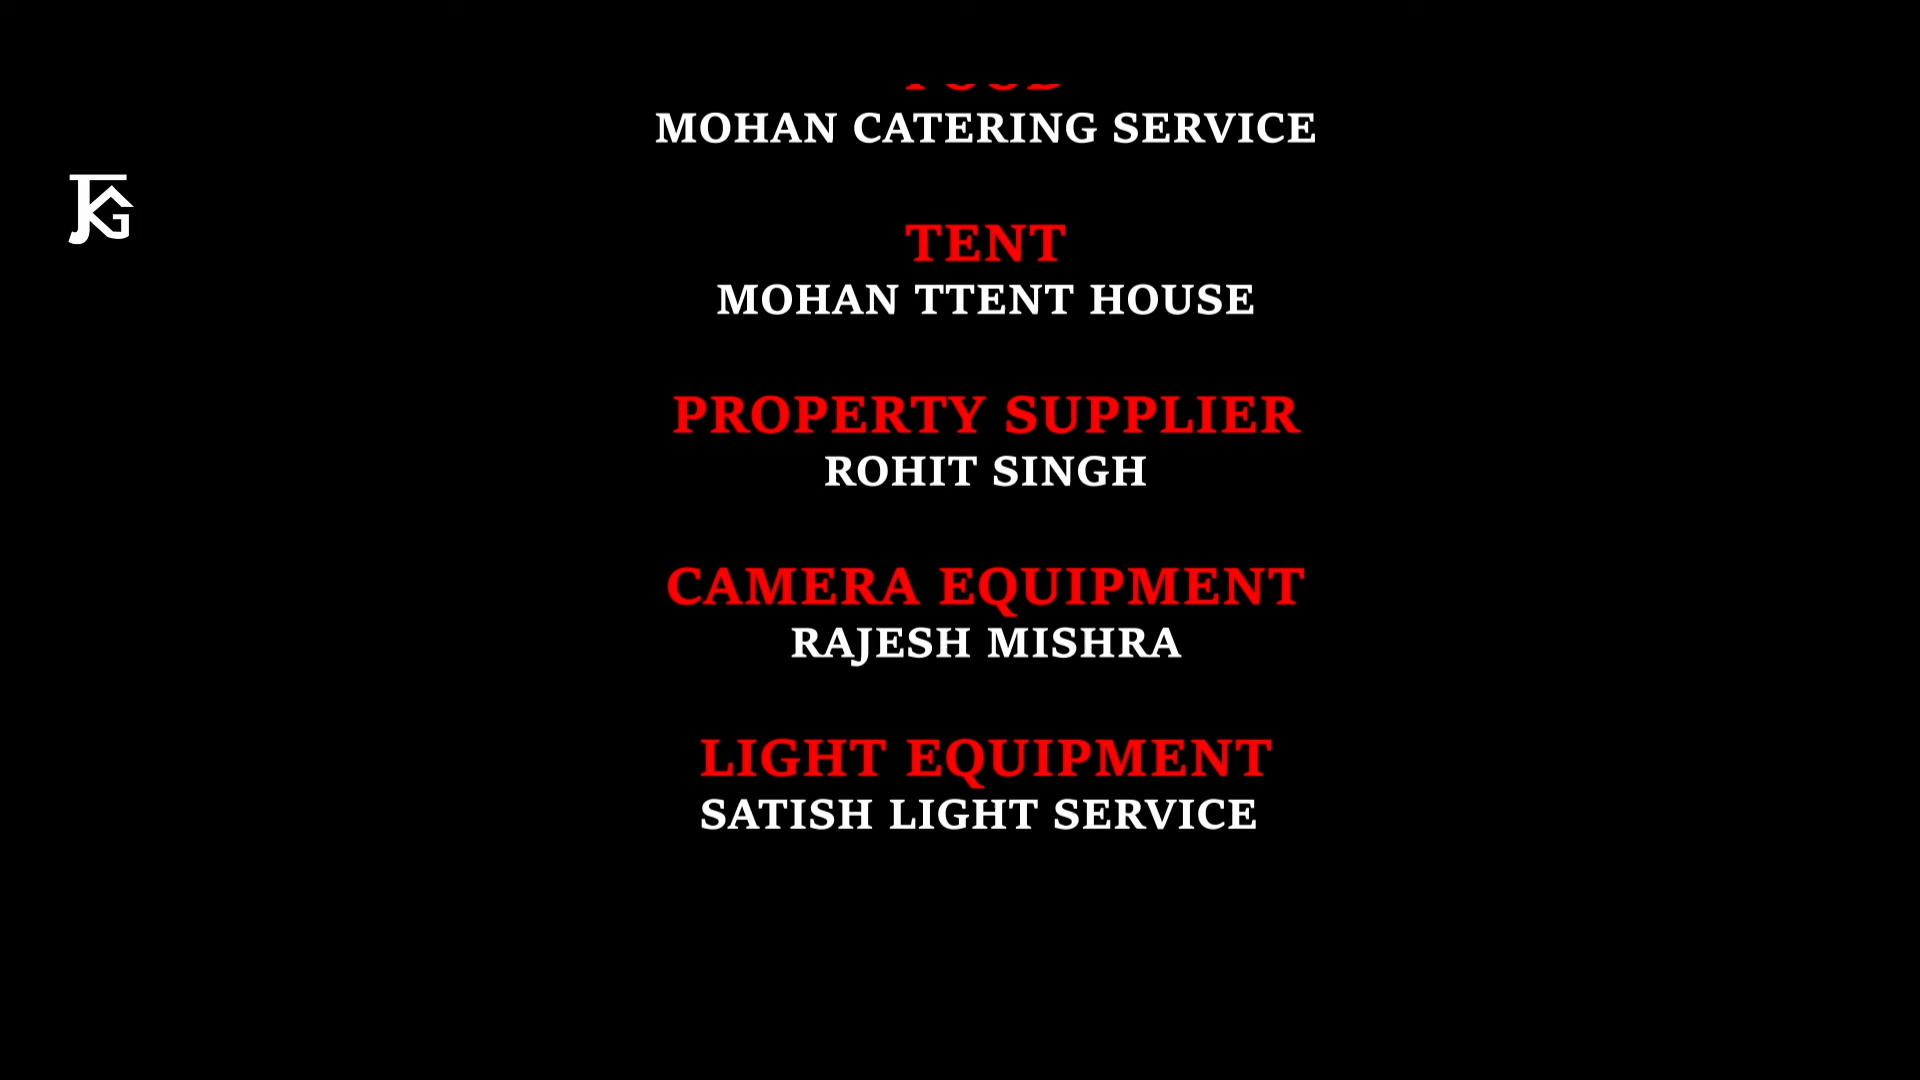 MOHAN CATERING SERVICE
JKG
TENT
MOHAN TTENT HOUSE
PROPERTY SUPPLIER
ROHIT SINGH
CAMERA EQUIPMENT
RAJESH MISHRA
LIGHT EQUIPMENT
SATISH LIGHT SERVICE